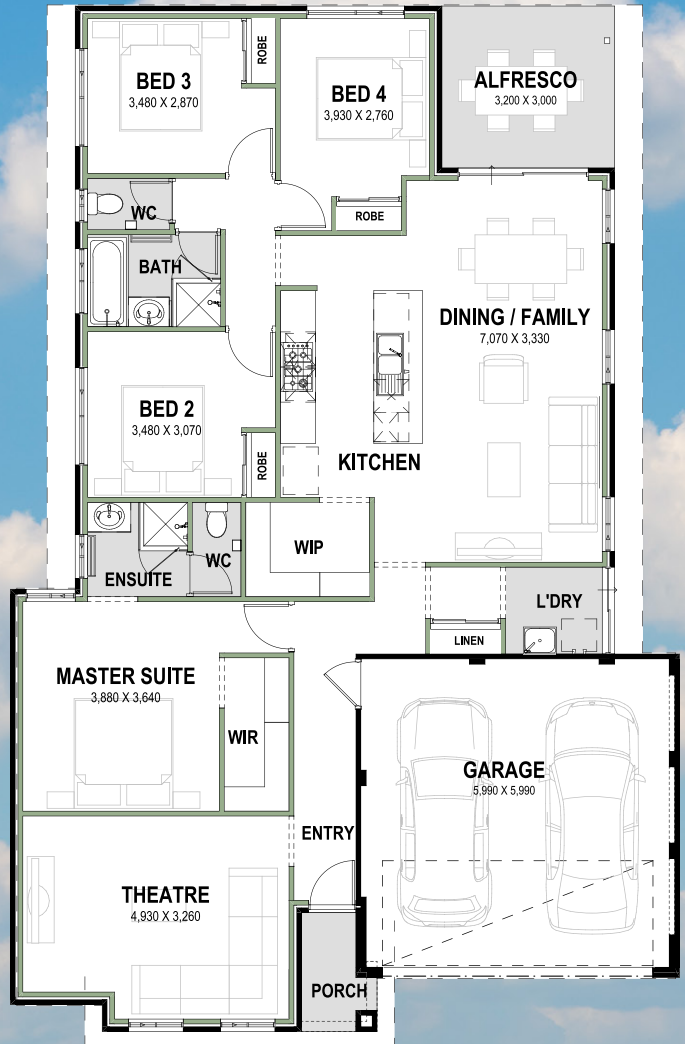 BED 3
3,480 X 2,870
ROBE
BED 4
3,930 X 2,760
ALFRESCO
3,200 X 3,000
WC
ROBE
BATH
DINING / FAMILY
7,070 X 3,330
BED 2
3,480 X 3,070
ROBE
KITCHEN
WIP
WC
ENSUITE
L'DRY
LINEN
MASTER SUITE
3,880 X 3,640
WIR
GARAGE
5,990 X 5,990
ENTRY
THEATRE
4,930 X 3,260
PORCH